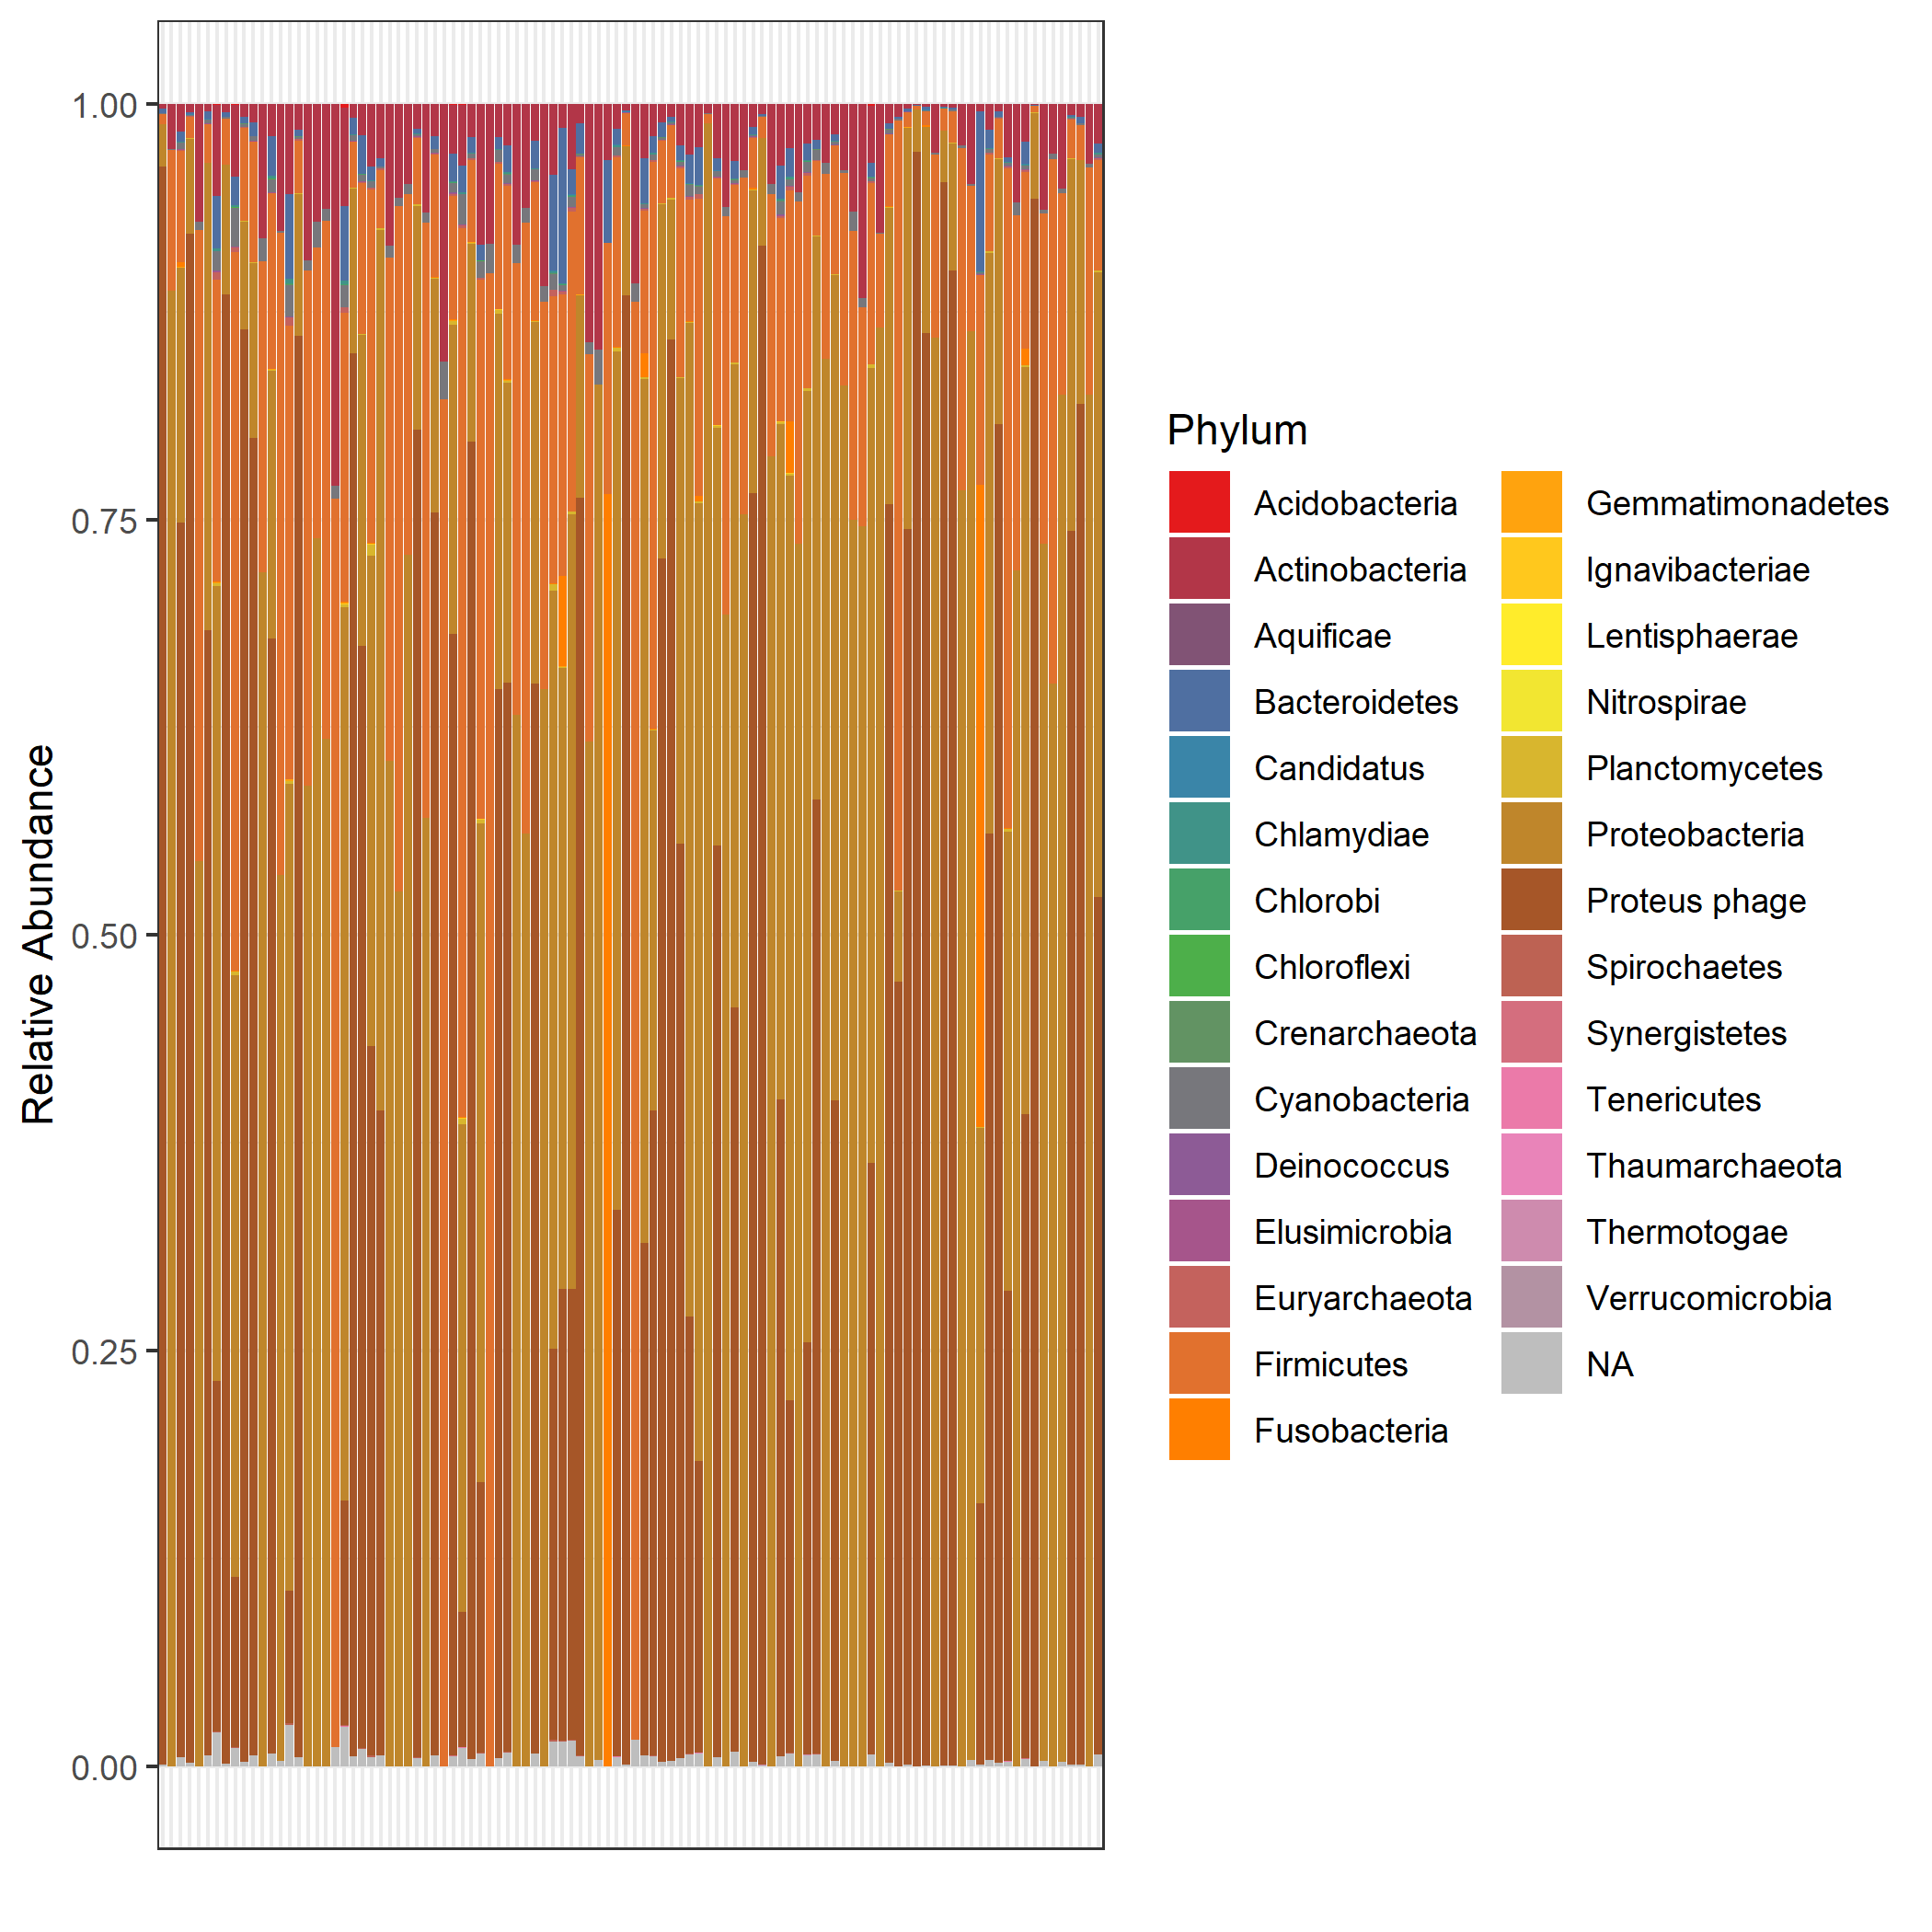 1.00
0.75
0.50
0.25
0.00
Relative Abundance
Phylum
Acidobacteria
Actinobacteria
Aquificae
Bacteroidetes
Candidatus
Chlamydiae
Chlorobi
Chloroflexi
Crenarchaeota
Cyanobacteria
Deinococcus
Elusimicrobia
Euryarchaeota
Firmicutes
Fusobacteria
Gemmatimonadetes
Ignavibacteriae
Lentisphaerae
Nitrospirae
Planctomycetes
Proteobacteria
Proteus phage
Spirochaetes
Synergistetes
Tenericutes
Thaumarchaeota
Thermotogae
Verrucomicrobia
NA